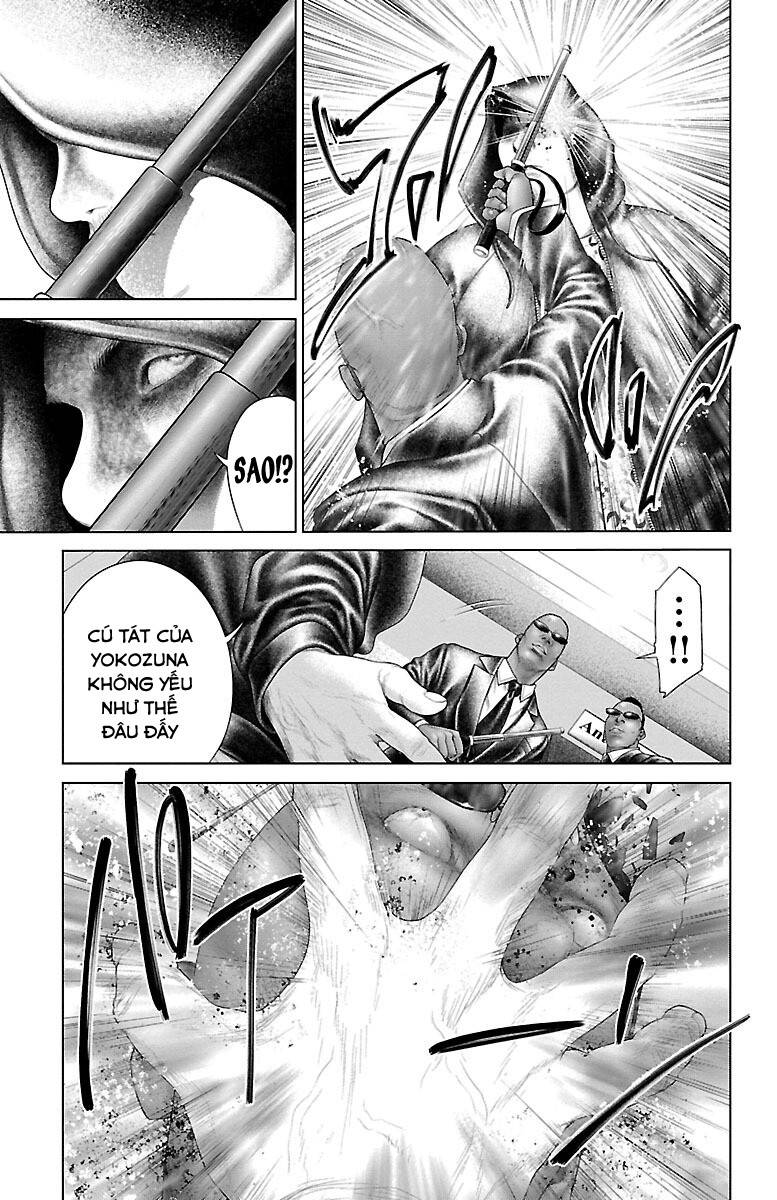 SAO!?
...!!
CÚ TÁT CỦA
YOKOZUNA
KHÔNG YẾU
NHƯ THẾ
ĐÂU ĐẤY